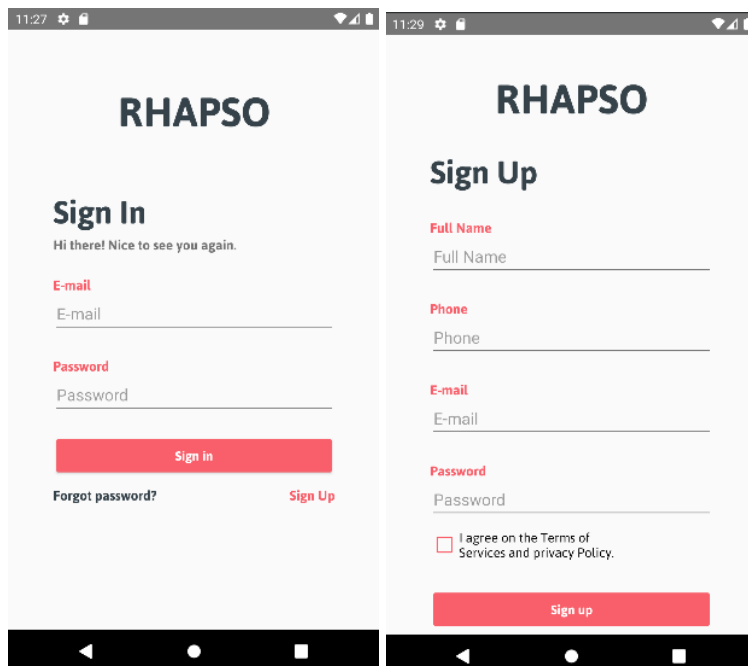 11:27
RHAPSO
Sign In
Hi there! Nice to see you again.
E-mail
E-mail
Password
Password
Sign in
Forgot password? Sign Up
11:29
RHAPSO
Sign Up
Full Name
Full Name
Phone
Phone
E-mail
E-mail
Password
Password
I agree on the Terms of
Services and privacy Policy.
Sign up